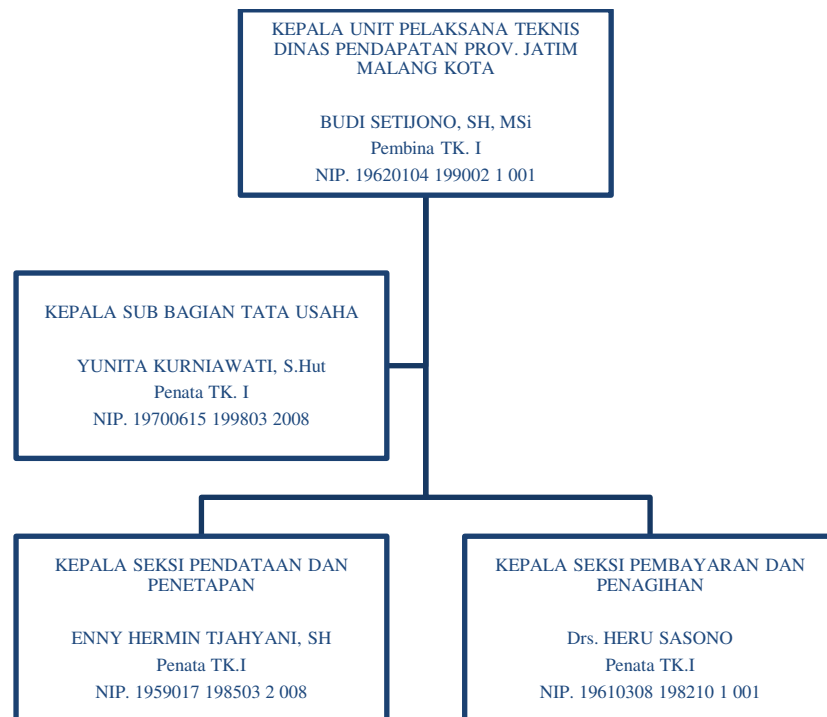 KEPALA UNIT PELAKSANA TEKNIS
DINAS PENDAPATAN PROV. JATIM
MALANG KOTA
BUDI SETIJONO, SH, MSi
Pembina TK. I
NIP. 19620104 199002 1 001
KEPALA SUB BAGIAN TATA USAHA
YUNITA KURNIAWATI, S.Hut
Penata TK. I
NIP. 19700615 199803 2008
KEPALA SEKSI PENDATAAN DAN
PENETAPAN
ENNY HERMIN TJAHYANI, SH
Penata TK.I
NIP. 1959017 198503 2 008
KEPALA SEKSI PEMBAYARAN DAN
PENAGIHAN
Drs. HERU SASONO
Penata TK.I
NIP. 19610308 198210 1 001